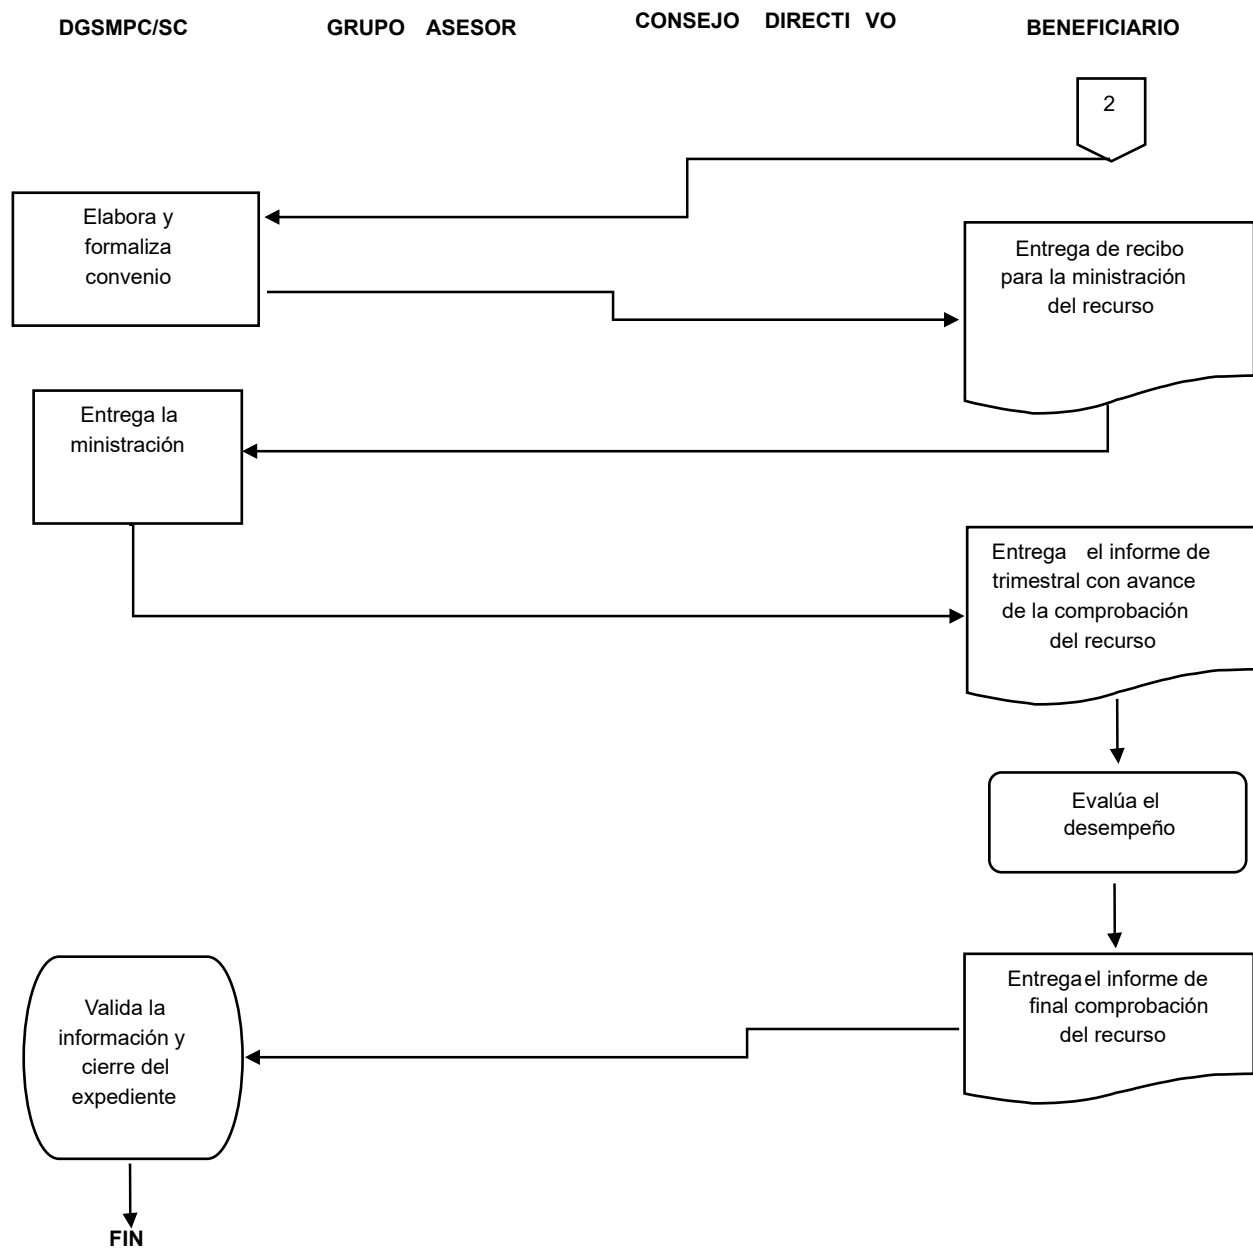 DGSMPC/SC GRUPO ASESOR CONSEJO DIRECTI VO BENEFICIARIO
2
Elabora y
formaliza
convenio
Entrega de recibo
para la ministración
del recurso
Entrega la
ministración
Entrega el informe de
trimestral con avance
de la comprobación
del recurso
Evalúa el
desempeño
Entrega el informe de
final comprobación
del recurso
Valida la
información y
cierre del
expediente
FIN